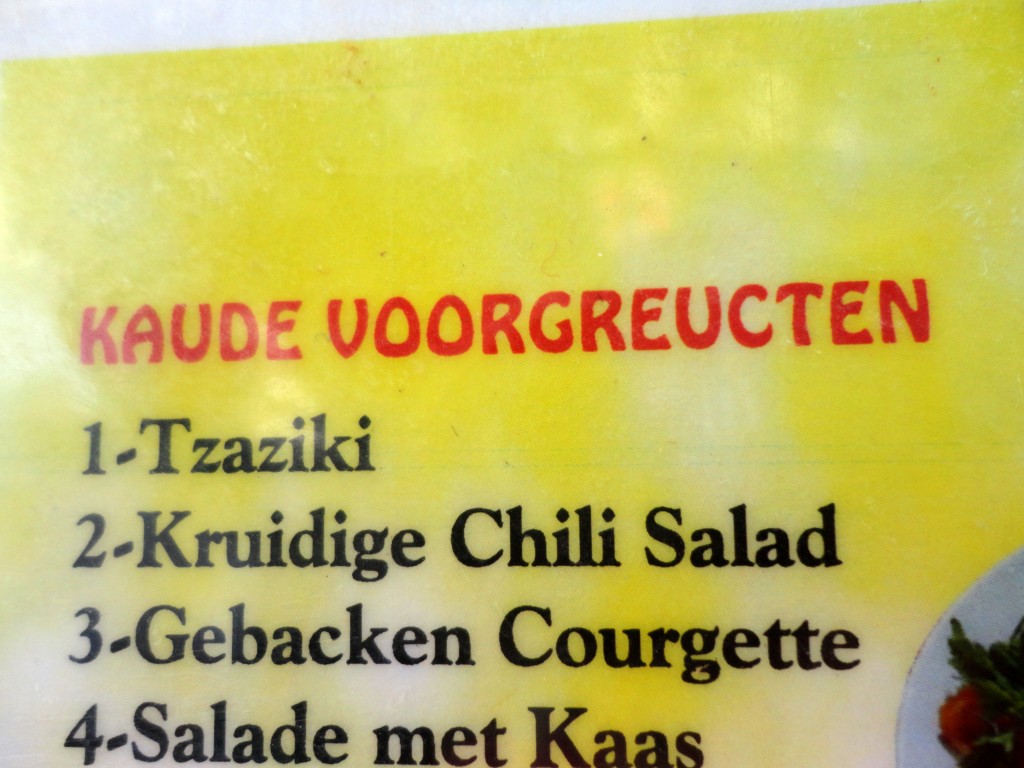 KAUDE VOORGREUCTEN
1-Tzaziki
2-Kruidige Chili Salad
3-Gebacken Courgette
4-Salade met Kaas